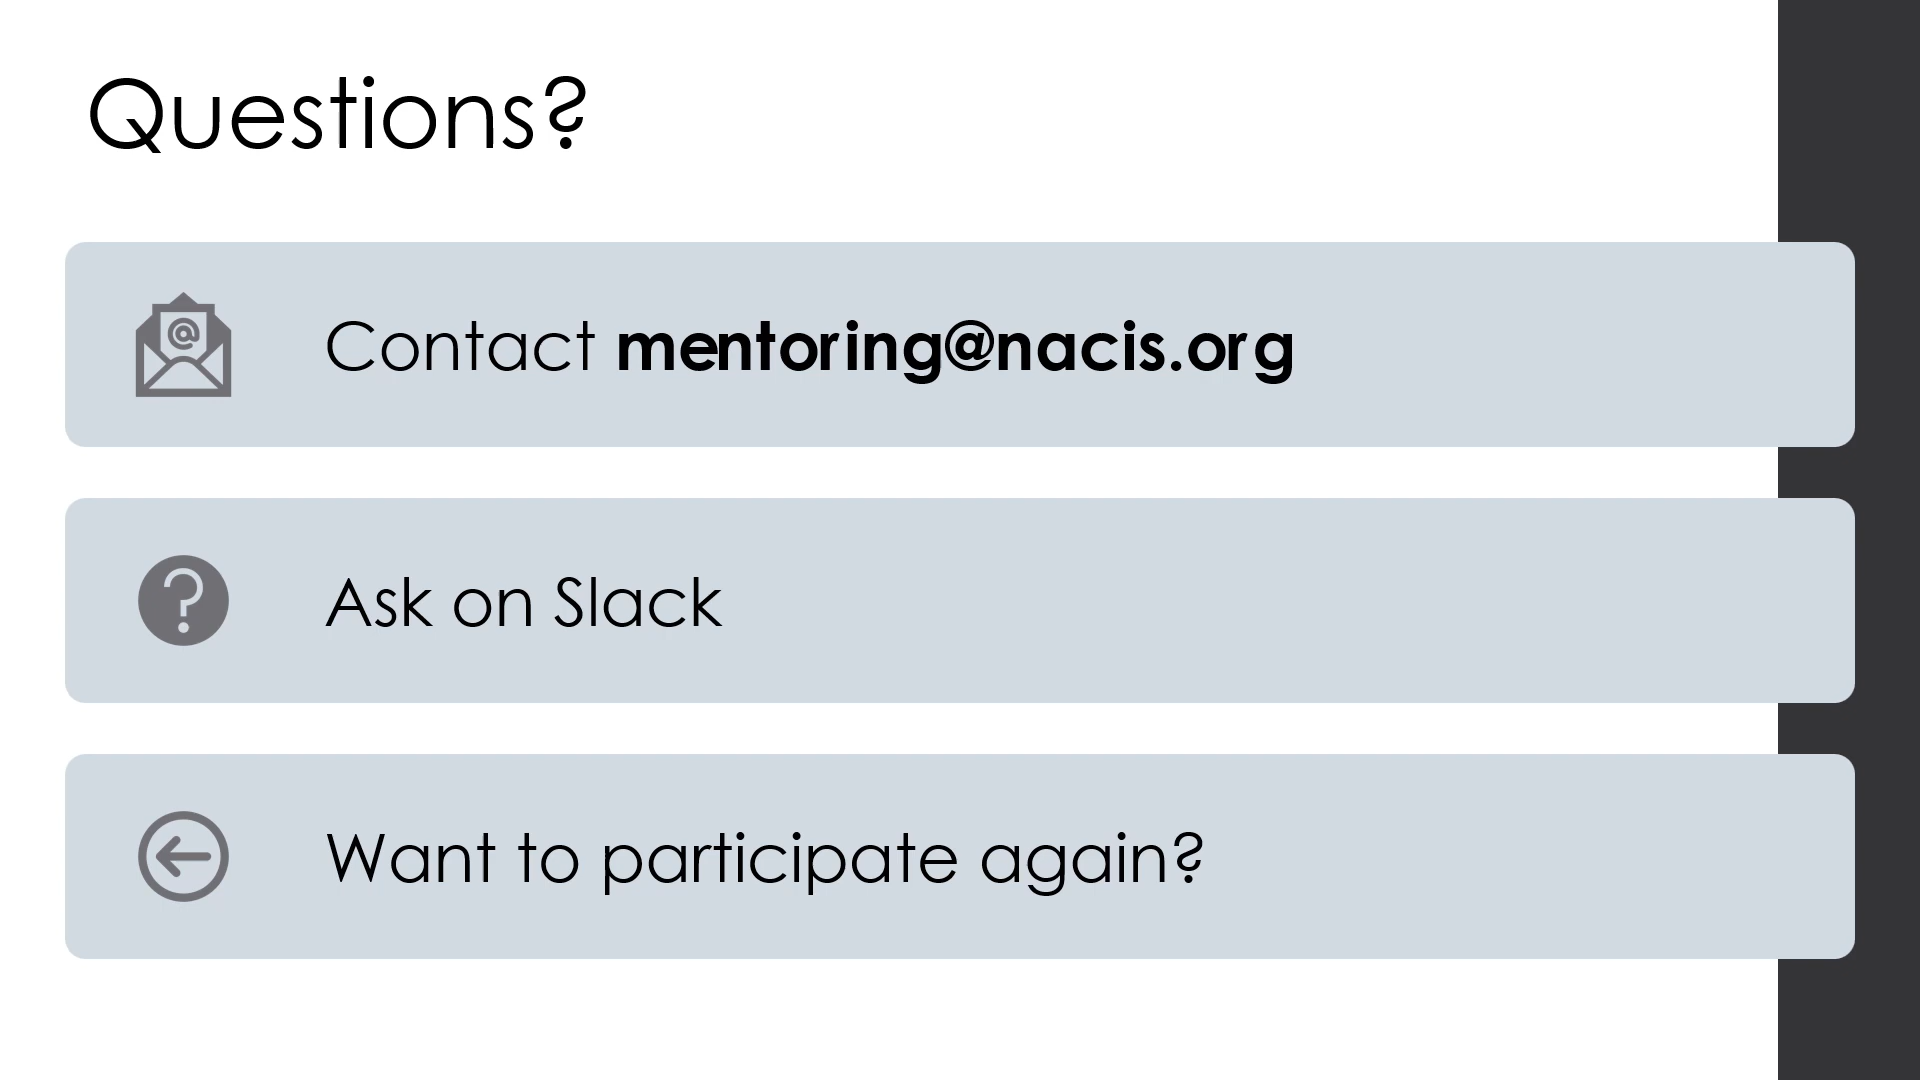 Questions?
Contact mentoring@nacis.org
Ask on Slack
Want to participate again?